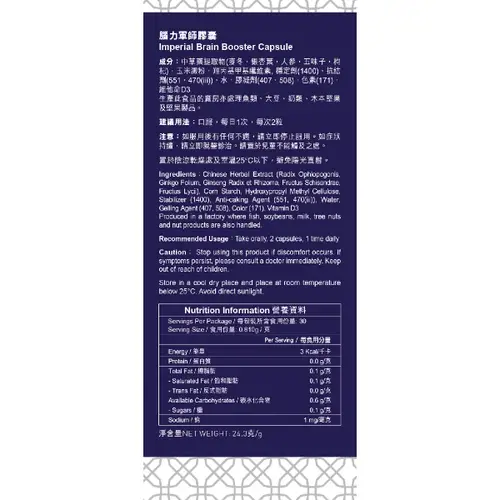 腦力軍師膠囊
Imperial Brain Booster Capsule
成分：中草藥提取物(麥冬、銀杏葉、人參、五味子、枸
杞)、玉米澱粉、羥丙基甲基纖維素、穩定劑(1400)、抗結
劑(551、470(iii))、水、膠凝劑(407、508)、色素(171)、
維他命D3
生產此食品的廠房亦處理魚類、大豆、奶類、木本堅果
及堅果製品。
建議用法：口服，每日1次，每次2粒
注意：如服用後有任何不適，請立即停止服用。如症狀
持續，請立即與醫生診治。請置於兒童不能觸及之處。
置於陰涼乾燥處及室溫25°C以下，避免陽光直射。
Ingredients : Chinese Herbal Extract (Radix Ophiopogonis,
Ginkgo Folium, Ginseng Radix et Rhizoma, Fructus Schisandrae,
Fructus Lycii), Corn Starch, Hydroxypropyl Methyl Cellulose,
Stabilizer (1400), Anti-caking Agent (551, 470(ii)), Water,
Gelling Agent (407, 508), Color (171), Vitamin D3
Produced in a factory where fish, soybeans, milk, tree nuts
and nut products are also handled.
Recommended Usage : Take orally, 2 capsules, 1 time daily
Caution : Stop using this product if discomfort occurs. If
symptoms persist, please consult a doctor immediately. Keep
out of reach of children.
Store in a cool dry place and place at room temperature
below 25°C. Avoid direct sunlight.
Nutrition Information 營養資料
Servings Per Package / 每包裝所含食用份量: 30
Serving Size / 食用份量: 0.810g / 克
Per Serving / 每食用分量
Energy / 能量 3 Kcal/千卡
Protein / 蛋白質 0.0 g/克
Total Fat / 總脂肪 0.1 g/克
- Saturated Fat / 飽和脂肪 0.1 g/克
- Trans Fat / 反式脂肪 0.0 g/克
Available Carbohydrates / 碳水化合物 0.6 g/克
- Sugars / 糖 0.1 g/克
Sodium / 鈉 1 mg/毫克
淨含量NET WEIGHT: 24.3克/g